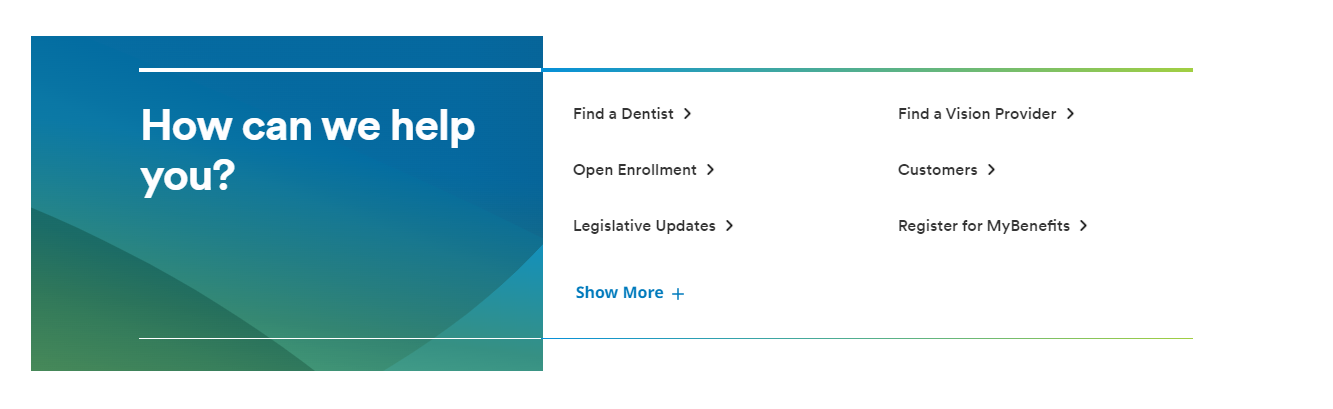 How can we help
you?
Find a Dentist
Find a Vision Provider
Open Enrollment
Customers
Legislative Updates
Register for MyBenefits
Show More +